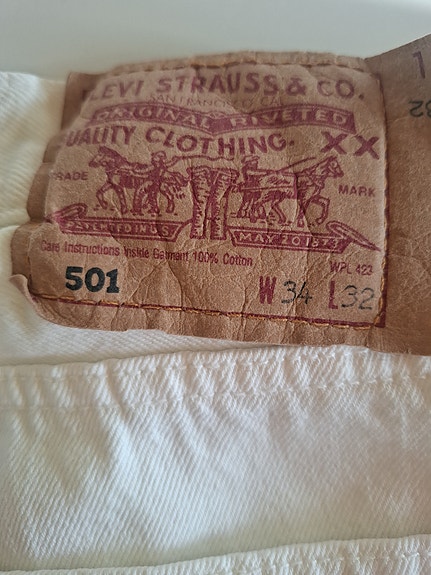 LEVI STRAUSS & CO.
SAN FRANCISCO CAL
ORIGINAL RIVETED
QUALITY CLOTHING. XX
TRADE MARK
PATENTED IN U.S. MAY 20 1873
Care Instructions Inside Garment 100% Cotton WPL 423
501 W 34 L 32